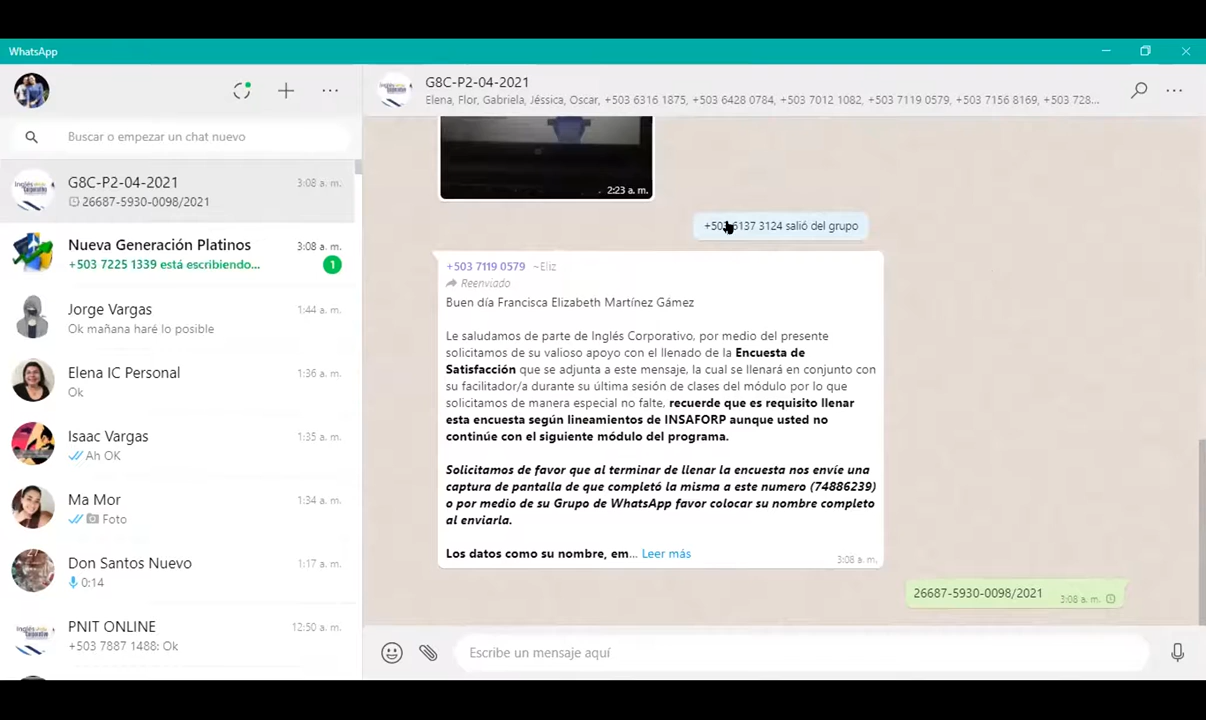 WhatsApp
Buscar o empezar un chat nuevo
G8C-P2-04-2021
3:08 a. m.
26687-5930-0098/2021
Nueva Generación Platinos
3:08 a. m.
+503 7225 1339 está escribiendo...
1
Jorge Vargas
1:44 a. m.
Ok mañana haré lo posible
Elena IC Personal
1:36 a. m.
Ok
Isaac Vargas
1:35 a. m.
Ah OK
Ma Mor
1:34 a. m.
Foto
Don Santos Nuevo
1:17 a. m.
0:14
PNIT ONLINE
12:50 a. m.
+503 7887 1488: Ok
G8C-P2-04-2021
Elena, Flor, Gabriela, Jéssica, Oscar, +503 6316 1875, +503 6428 0784, +503 7012 1082, +503 7119 0579, +503 7156 8169, +503 728...
2:23 a. m.
+503 6137 3124 salió del grupo
+503 7119 0579 ~Eliz
Reenviado
Buen día Francisca Elizabeth Martínez Gámez
Le saludamos de parte de Inglés Corporativo, por medio del presente
solicitamos de su valioso apoyo con el llenado de la Encuesta de
Satisfacción que se adjunta a este mensaje, la cual se llenará en conjunto con
su facilitador/a durante su última sesión de clases del módulo por lo que
solicitamos de manera especial no falte, recuerde que es requisito llenar
esta encuesta según lineamientos de INSAFORP aunque usted no
continúe con el siguiente módulo del programa.
Solicitamos de favor que al terminar de llenar la encuesta nos envíe una
captura de pantalla de que completó la misma a este numero (74886239)
o por medio de su Grupo de WhatsApp favor colocar su nombre completo
al enviarla.
Los datos como su nombre, em... Leer más
3:08 a. m.
26687-5930-0098/2021
3:08 a. m.
Escribe un mensaje aquí